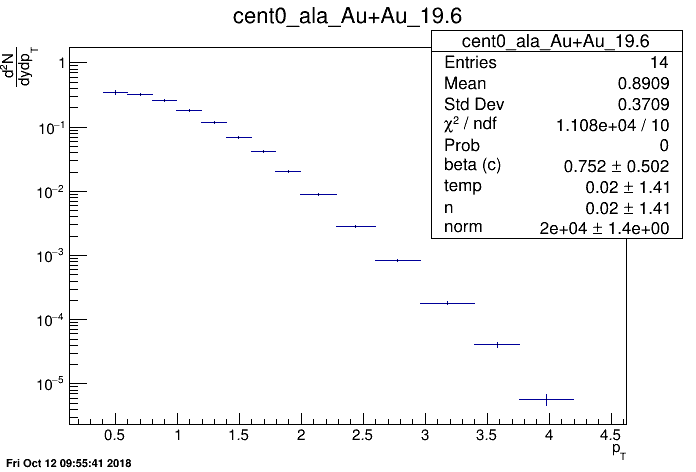 cent0_ala_Au+Au_19.6
d²N
dydp_T
cent0_ala_Au+Au_19.6
Entries 14
Mean 0.8909
Std Dev 0.3709
χ² / ndf 1.108e+04 / 10
Prob 0
beta (c) 0.752 ± 0.502
temp 0.02 ± 1.41
n 0.02 ± 1.41
norm 2e+04 ± 1.4e+00
1
10⁻¹
10⁻²
10⁻³
10⁻⁴
10⁻⁵
0.5 1 1.5 2 2.5 3 3.5 4 4.5
p_T
Fri Oct 12 09:55:41 2018